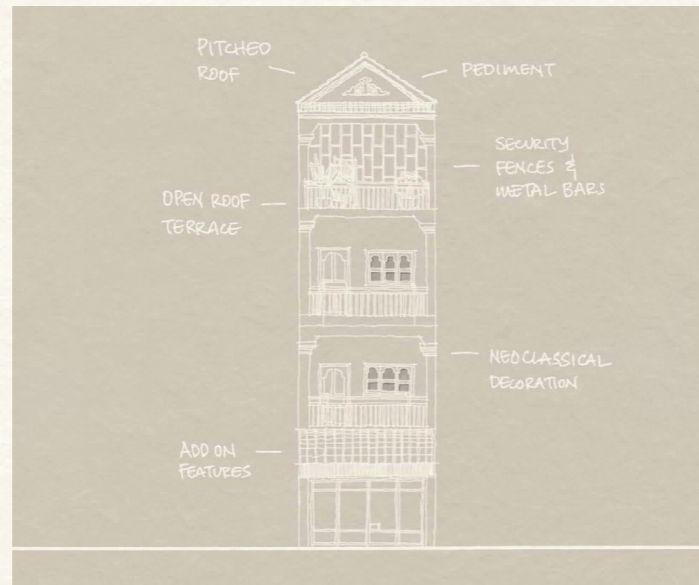 PITCHED
ROOF
PEDIMENT
SECURITY
FENCES &
METAL BARS
OPEN ROOF
TERRACE
NEOCLASSICAL
DECORATION
ADD ON
FEATURES